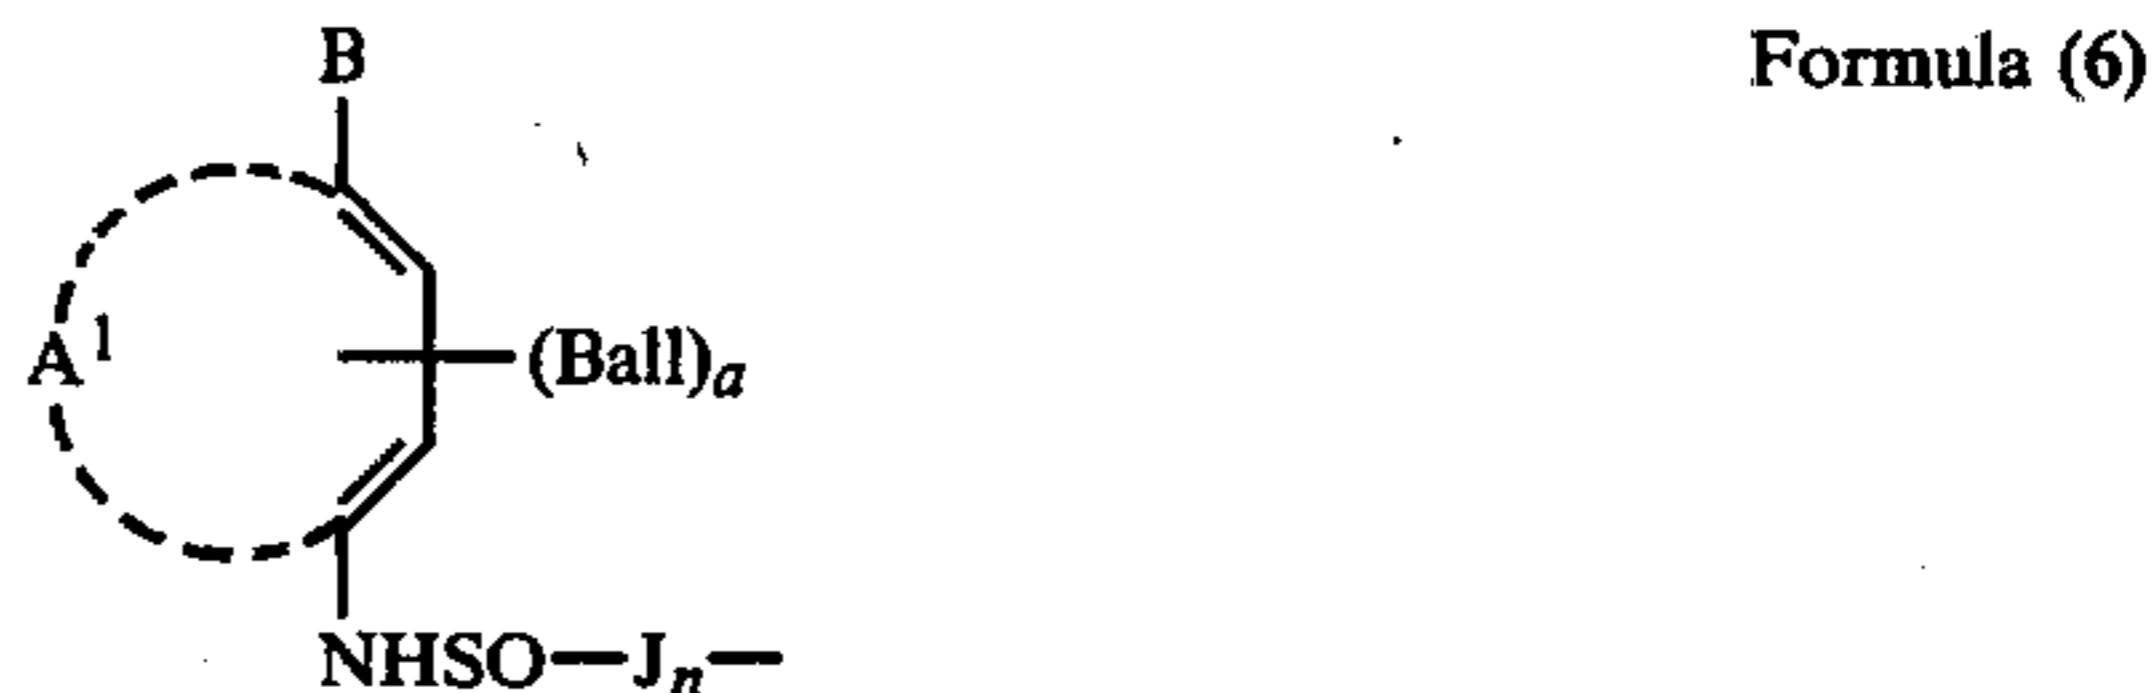 B
Formula (6)
A1
(Ball)a
NHSO—Jn—